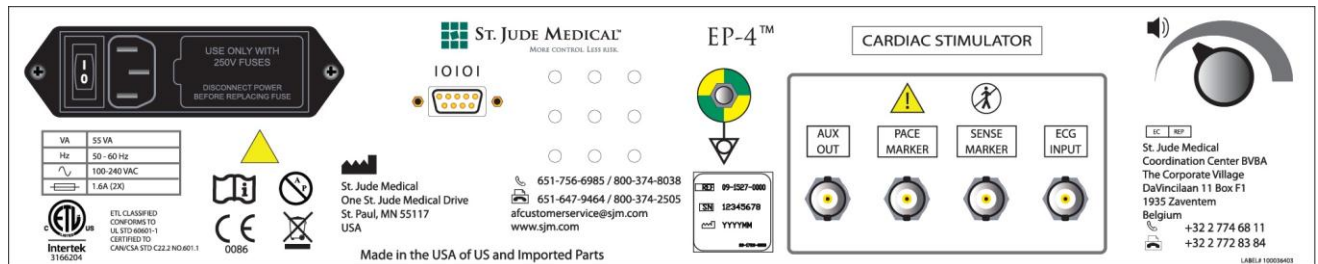 I
0
USE ONLY WITH
250V FUSES
DISCONNECT POWER
BEFORE REPLACING FUSE
VA 55 VA
Hz 50 - 60 Hz
100-240 VAC
1.6A (2X)
ETL
C US
Intertek
3166204
ETL CLASSIFIED
CONFORMS TO
UL STD 60601-1
CERTIFIED TO
CAN/CSA STD C22.2 NO.601.1
i
A P
CE
0086
ST. JUDE MEDICAL™
MORE CONTROL. LESS RISK.
IOIOI
St. Jude Medical
One St. Jude Medical Drive
St. Paul, MN 55117
USA
651-756-6985 / 800-374-8038
651-647-9464 / 800-374-2505
afcustomerservice@sjm.com
www.sjm.com
Made in the USA of US and Imported Parts
EP-4™
REF 09-1527-0000
SN 12345678
YYYYMM
CARDIAC STIMULATOR
!
AUX
OUT
PACE
MARKER
SENSE
MARKER
ECG
INPUT
EC REP
St. Jude Medical
Coordination Center BVBA
The Corporate Village
DaVincilaan 11 Box F1
1935 Zaventem
Belgium
+32 2 774 68 11
+32 2 772 83 84
LABEL# 100036403